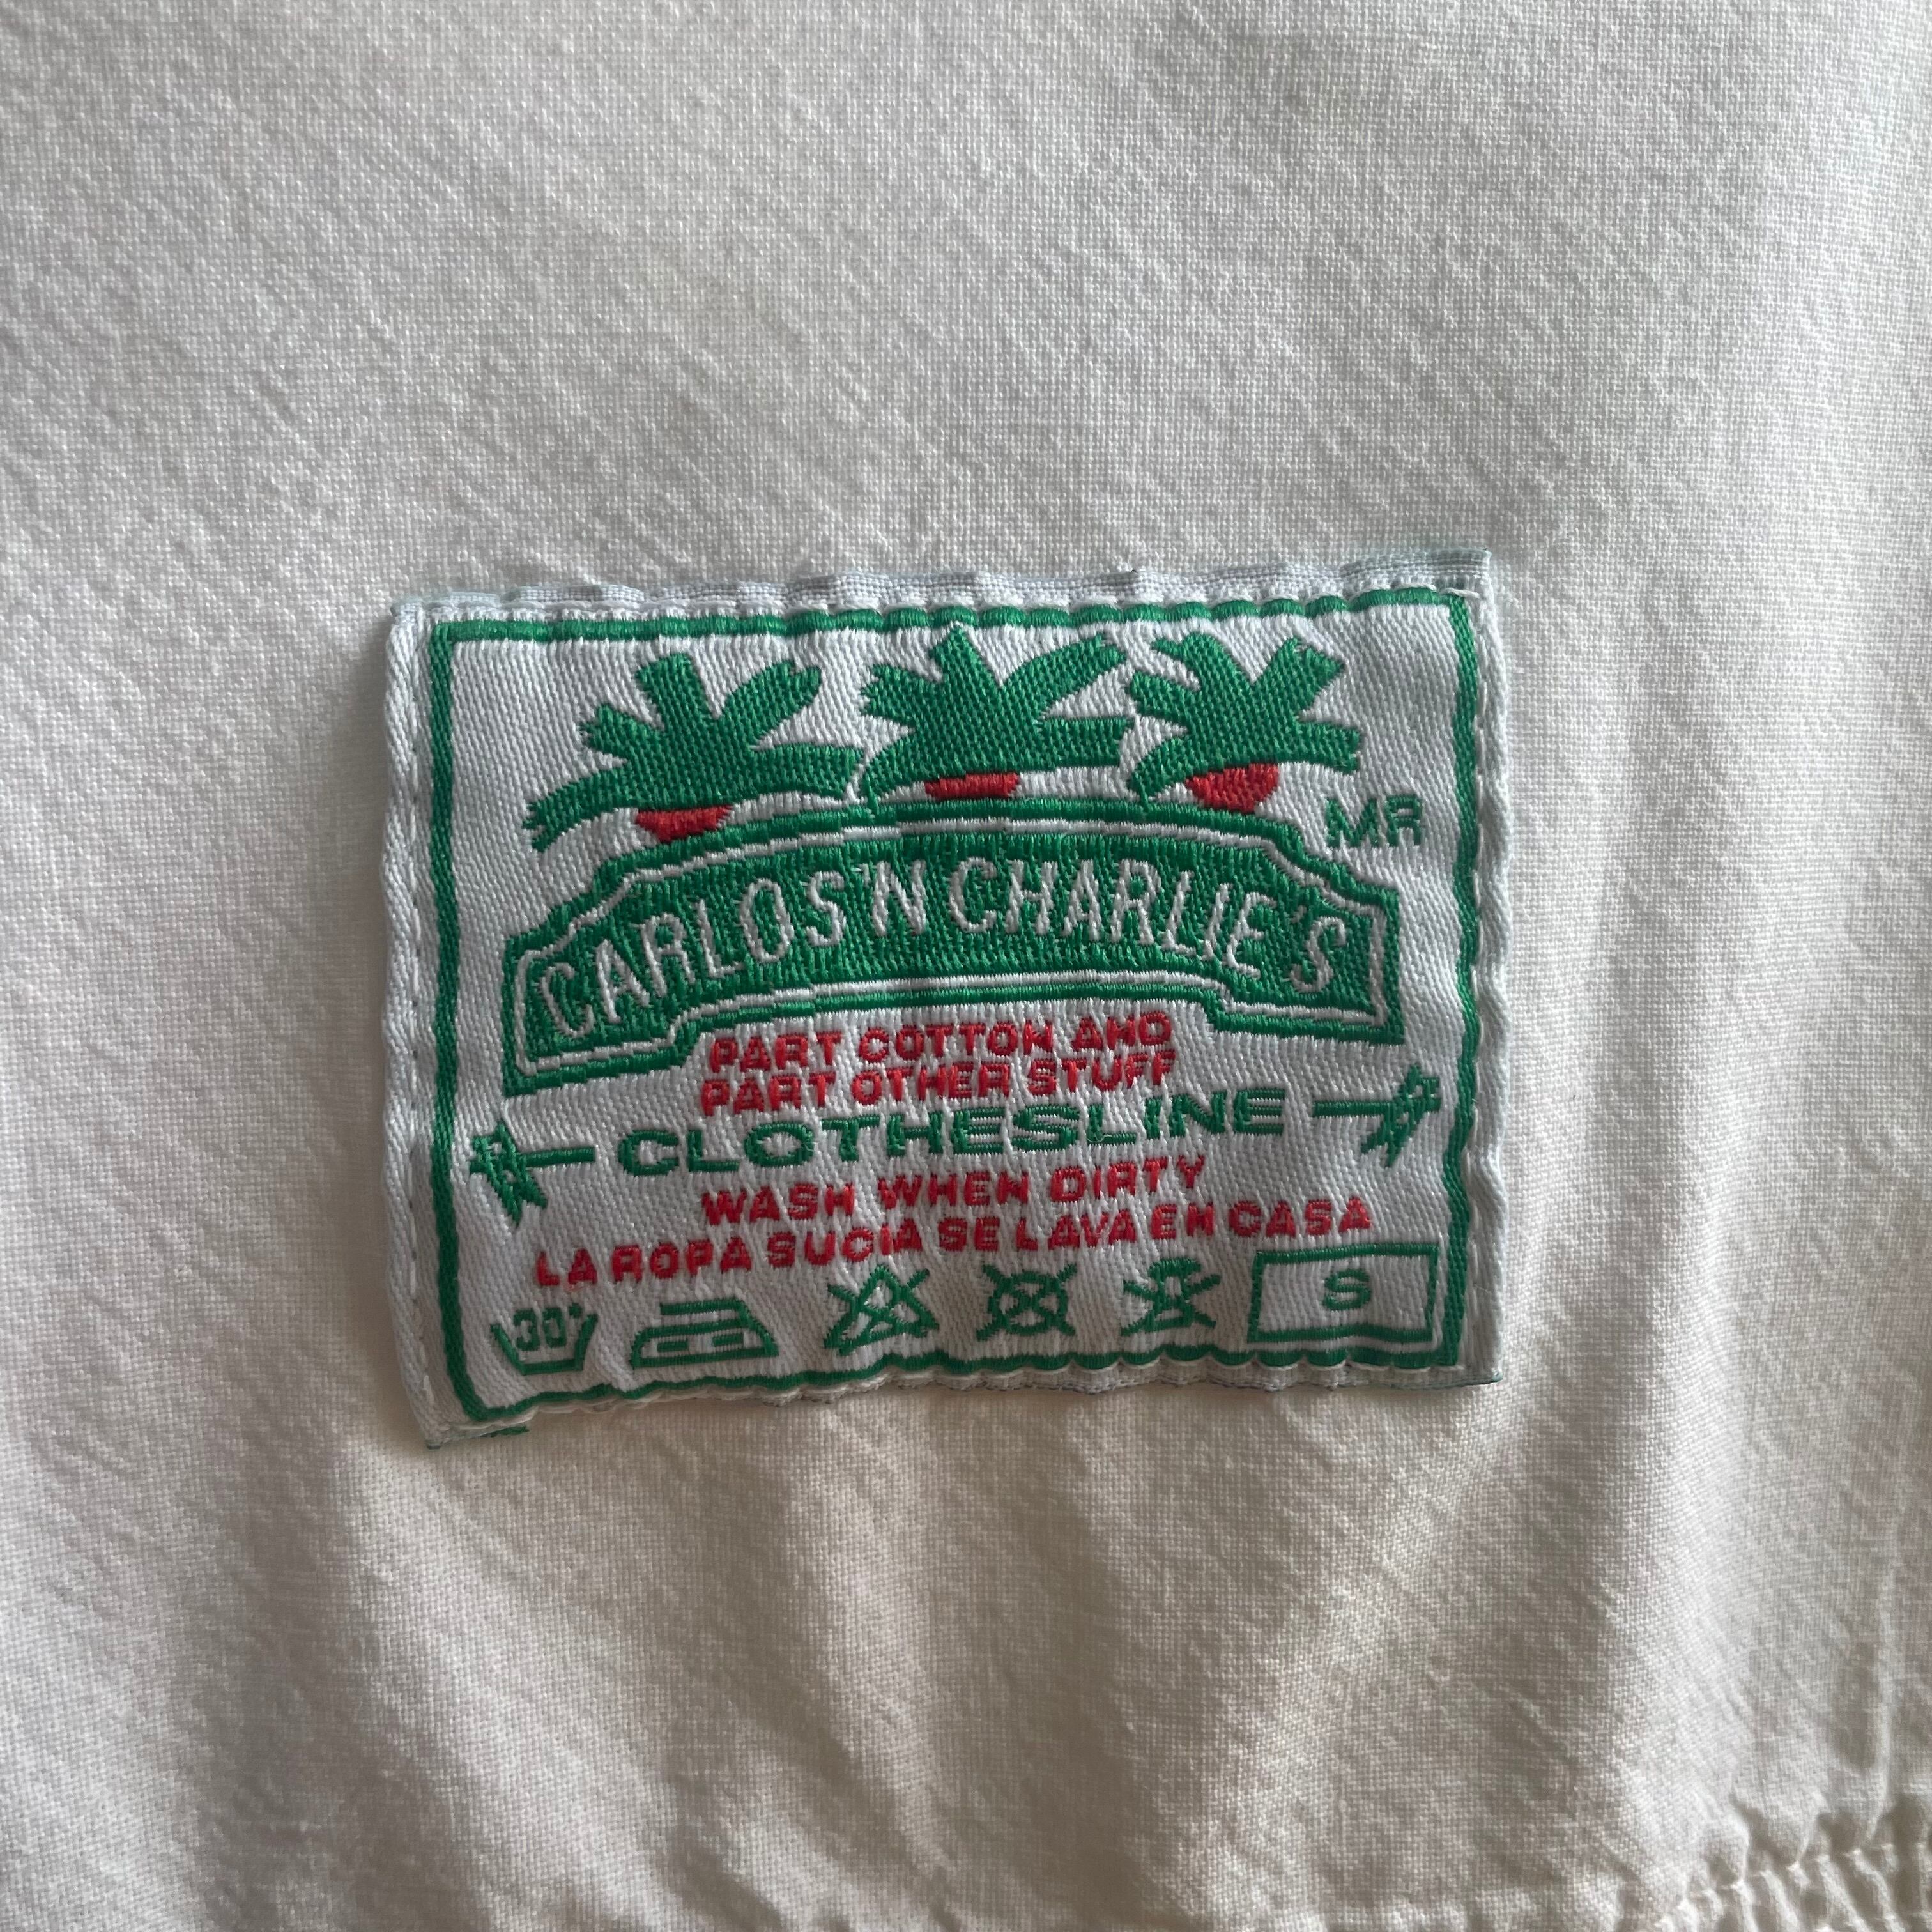 MR
CARLOS'N CHARLIE'S
PART COTTON AND
PART OTHER STUFF
CLOTHESLINE
WASH WHEN DIRTY
LA ROPA SUCIA SE LAVA EN CASA
30° S